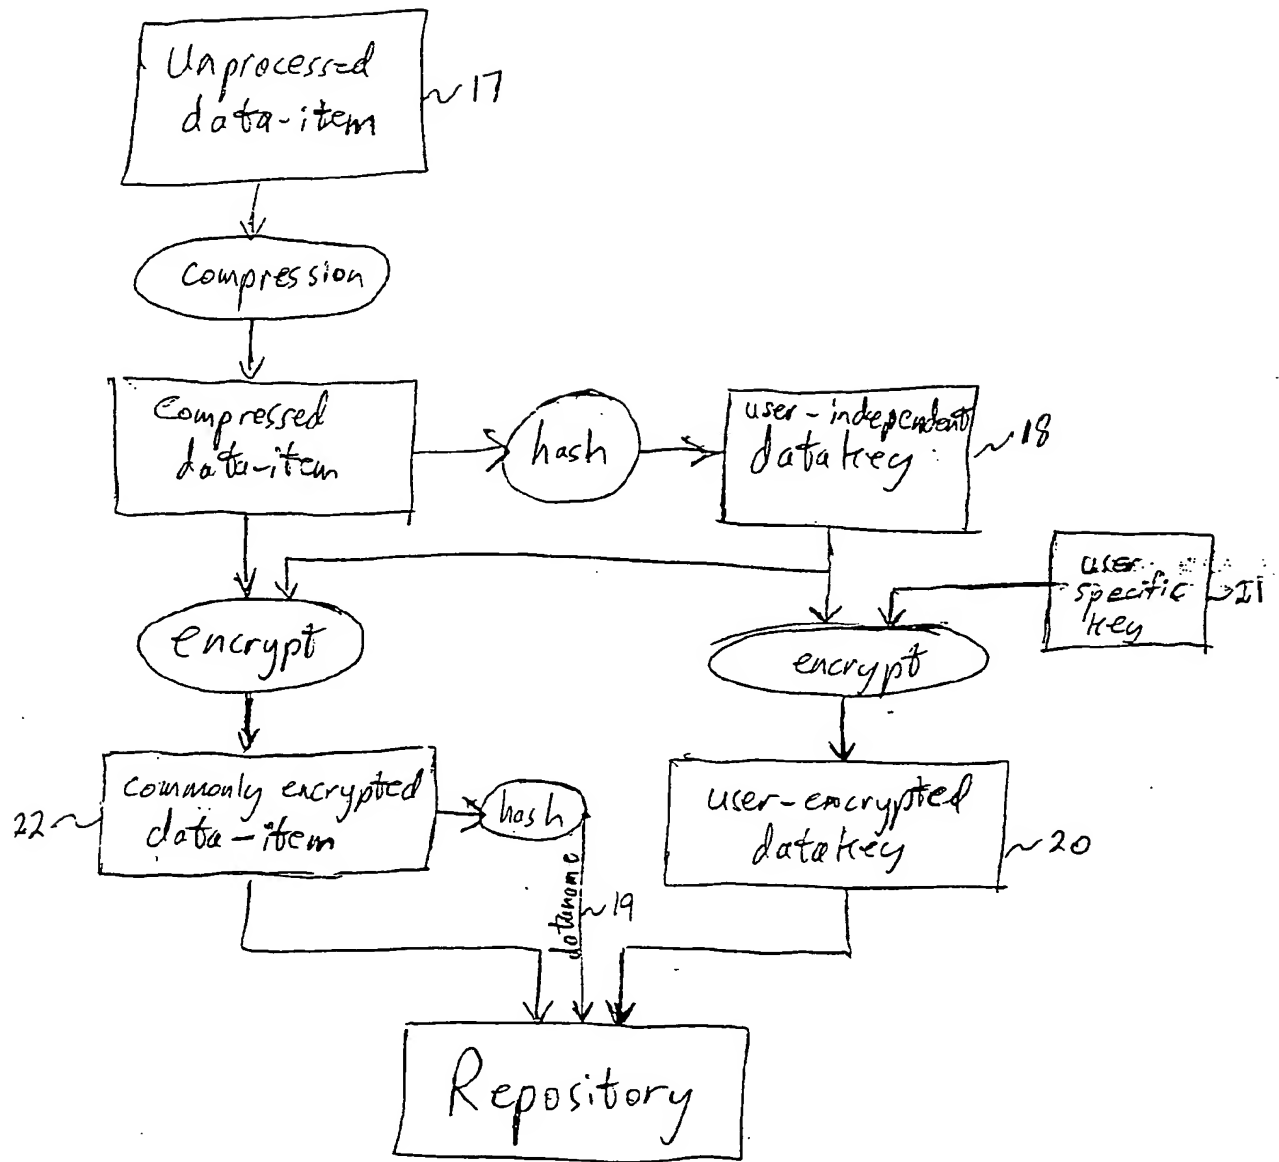 Unprocessed
data-item
17
compression
compressed
data-item
hash
user-independent
datakey
18
user
specific
key
21
encrypt
encrypt
commonly encrypted
data-item
22
hash
dataname
19
user-encrypted
datakey
20
Repository